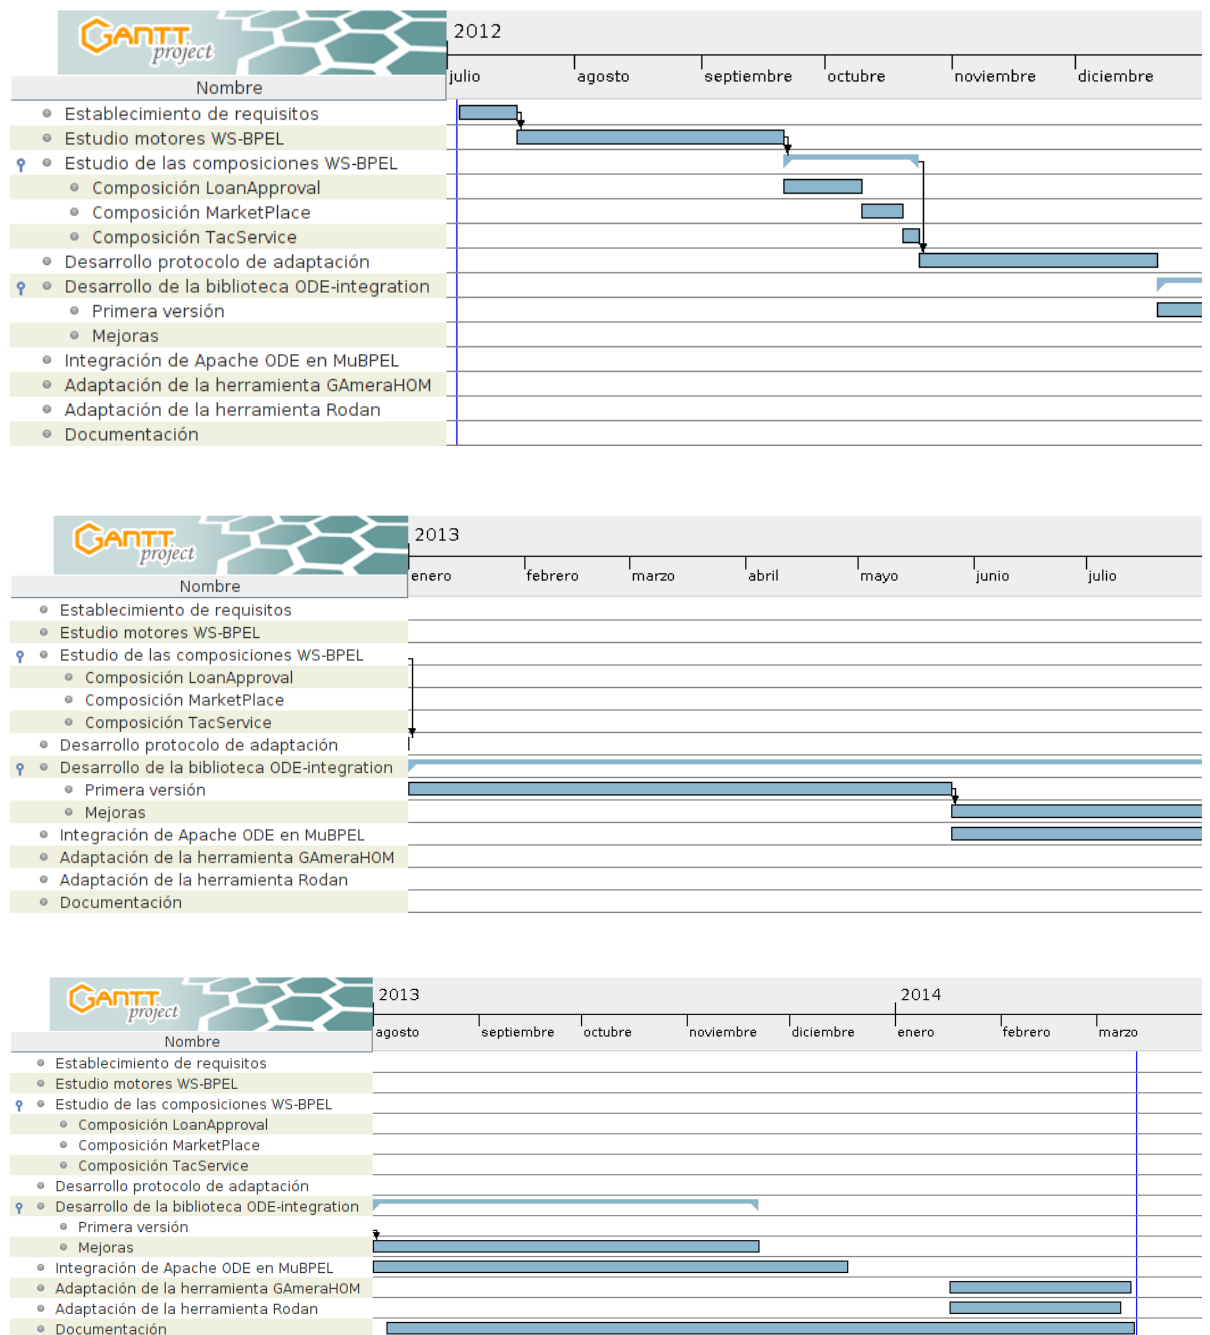 GANTT
project
2012
julio agosto septiembre octubre noviembre diciembre
Nombre
Establecimiento de requisitos
Estudio motores WS-BPEL
Estudio de las composiciones WS-BPEL
Composición LoanApproval
Composición MarketPlace
Composición TacService
Desarrollo protocolo de adaptación
Desarrollo de la biblioteca ODE-integration
Primera versión
Mejoras
Integración de Apache ODE en MuBPEL
Adaptación de la herramienta GAmeraHOM
Adaptación de la herramienta Rodan
Documentación
GANTT
project
2013
enero febrero marzo abril mayo junio julio
Nombre
Establecimiento de requisitos
Estudio motores WS-BPEL
Estudio de las composiciones WS-BPEL
Composición LoanApproval
Composición MarketPlace
Composición TacService
Desarrollo protocolo de adaptación
Desarrollo de la biblioteca ODE-integration
Primera versión
Mejoras
Integración de Apache ODE en MuBPEL
Adaptación de la herramienta GAmeraHOM
Adaptación de la herramienta Rodan
Documentación
GANTT
project
2013 2014
agosto septiembre octubre noviembre diciembre enero febrero marzo
Nombre
Establecimiento de requisitos
Estudio motores WS-BPEL
Estudio de las composiciones WS-BPEL
Composición LoanApproval
Composición MarketPlace
Composición TacService
Desarrollo protocolo de adaptación
Desarrollo de la biblioteca ODE-integration
Primera versión
Mejoras
Integración de Apache ODE en MuBPEL
Adaptación de la herramienta GAmeraHOM
Adaptación de la herramienta Rodan
Documentación